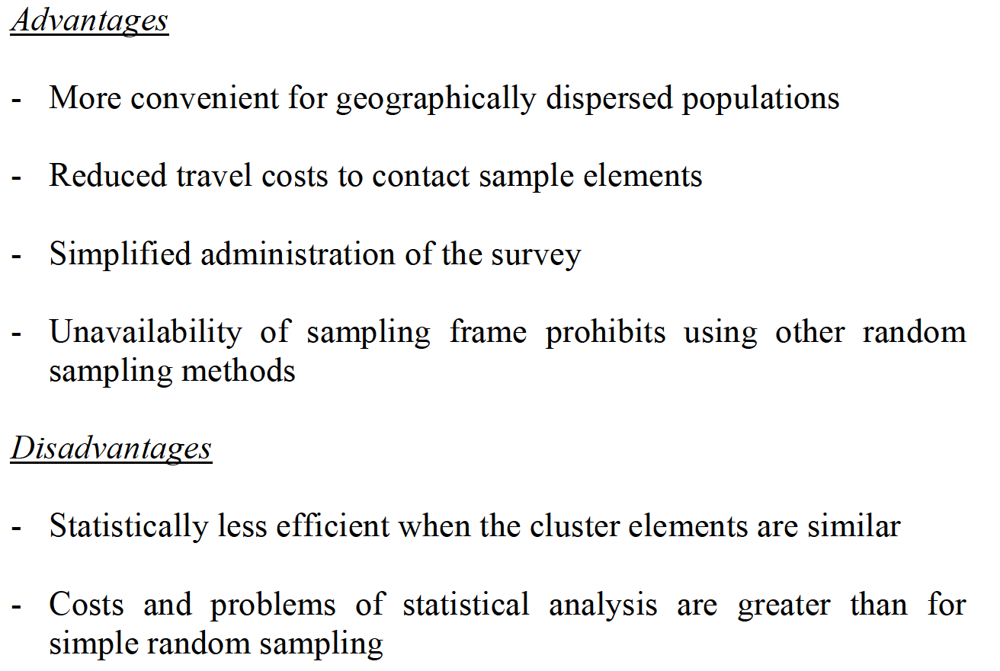 Advantages
- More convenient for geographically dispersed populations
- Reduced travel costs to contact sample elements
- Simplified administration of the survey
- Unavailability of sampling frame prohibits using other random
sampling methods
Disadvantages
- Statistically less efficient when the cluster elements are similar
- Costs and problems of statistical analysis are greater than for
simple random sampling